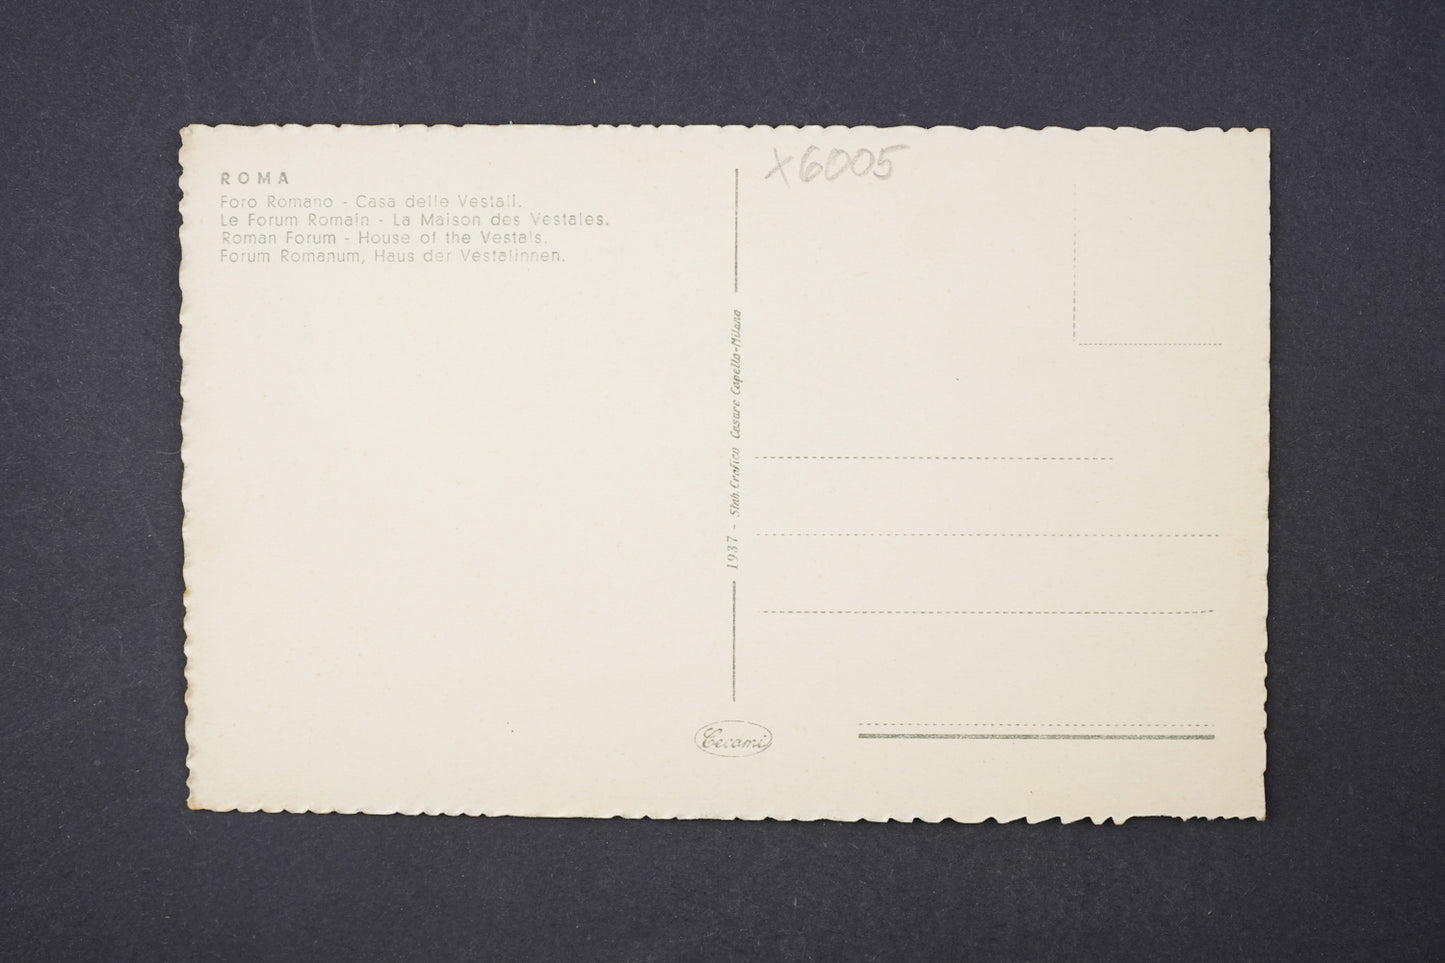 ROMA
Foro Romano - Casa delle Vestali.
Le Forum Romain - La Maison des Vestales.
Roman Forum - House of the Vestals.
Forum Romanum, Haus der Vestalinnen.
X6005
1937 - Stab. Grafico Cesare Capello-Milano
Cecami